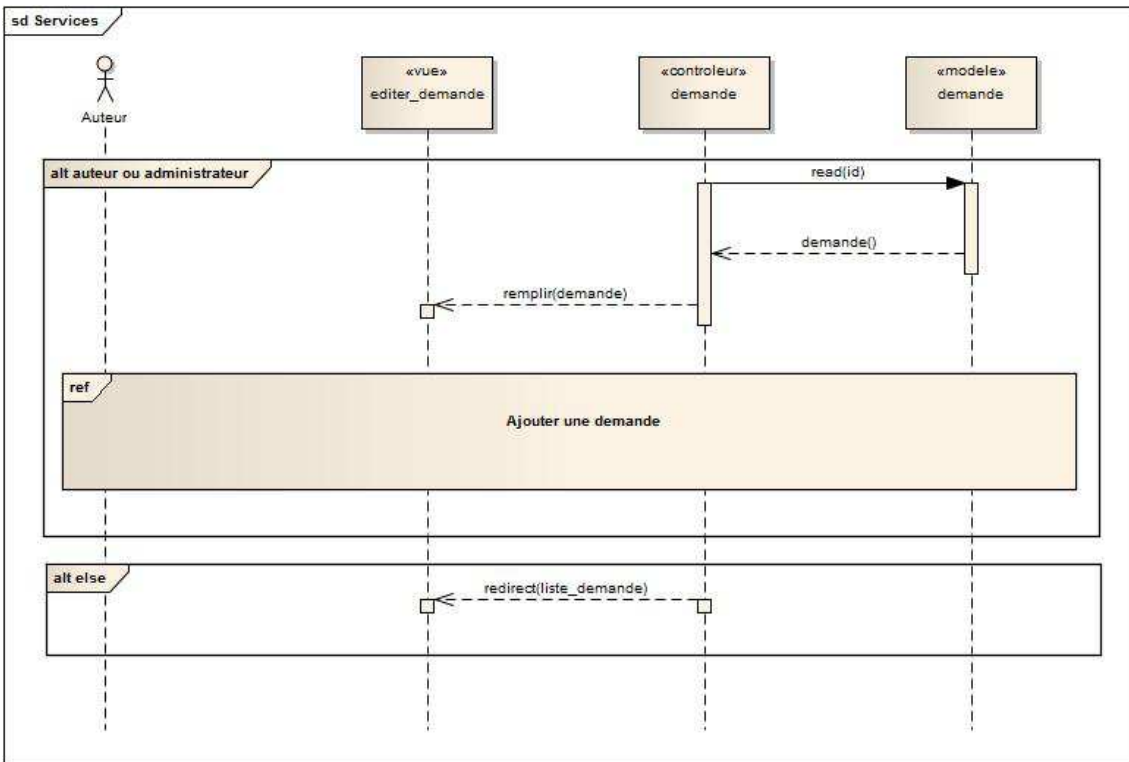 sd Services
Auteur
«vue»
editer_demande
«controleur»
demande
«modele»
demande
alt auteur ou administrateur
read(id)
demande()
remplir(demande)
ref
Ajouter une demande
alt else
redirect(liste_demande)